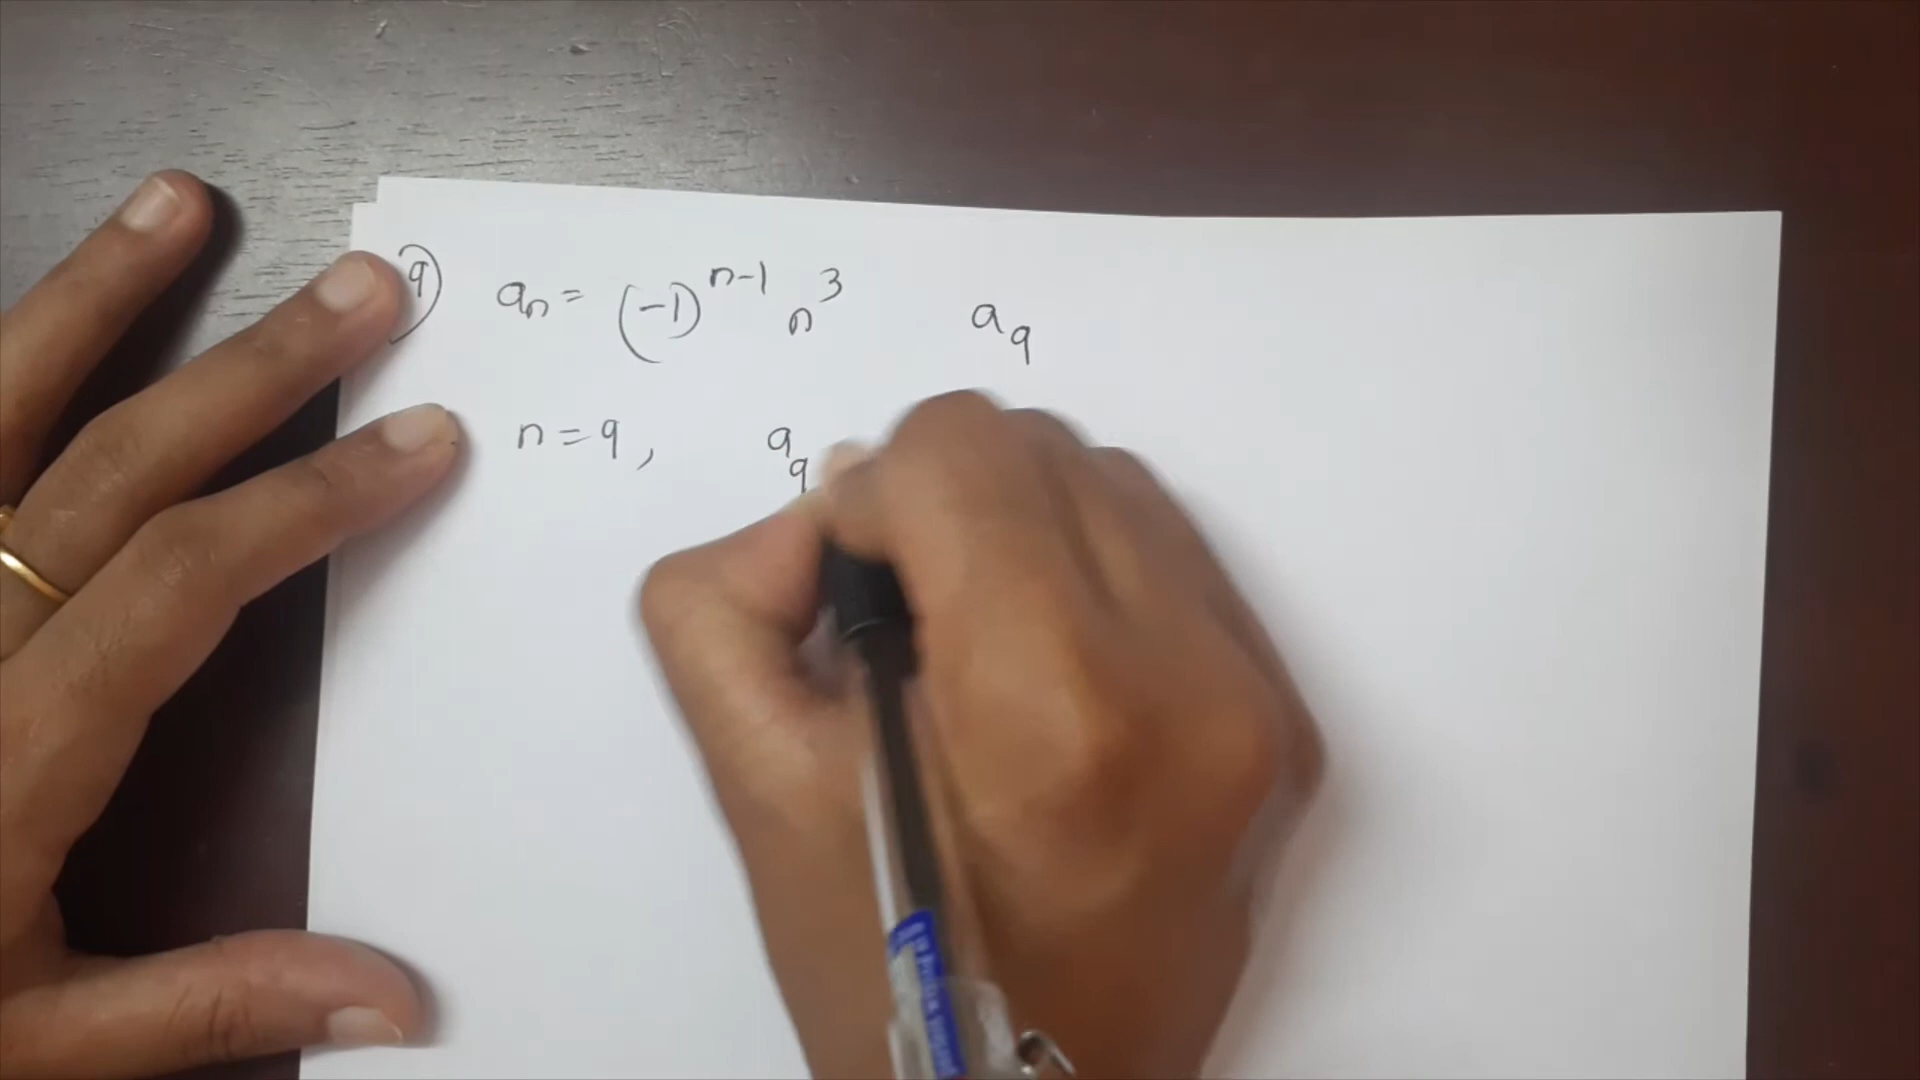 9) aₙ = (-1)ⁿ⁻¹ n³ a₉
n = 9, a₉